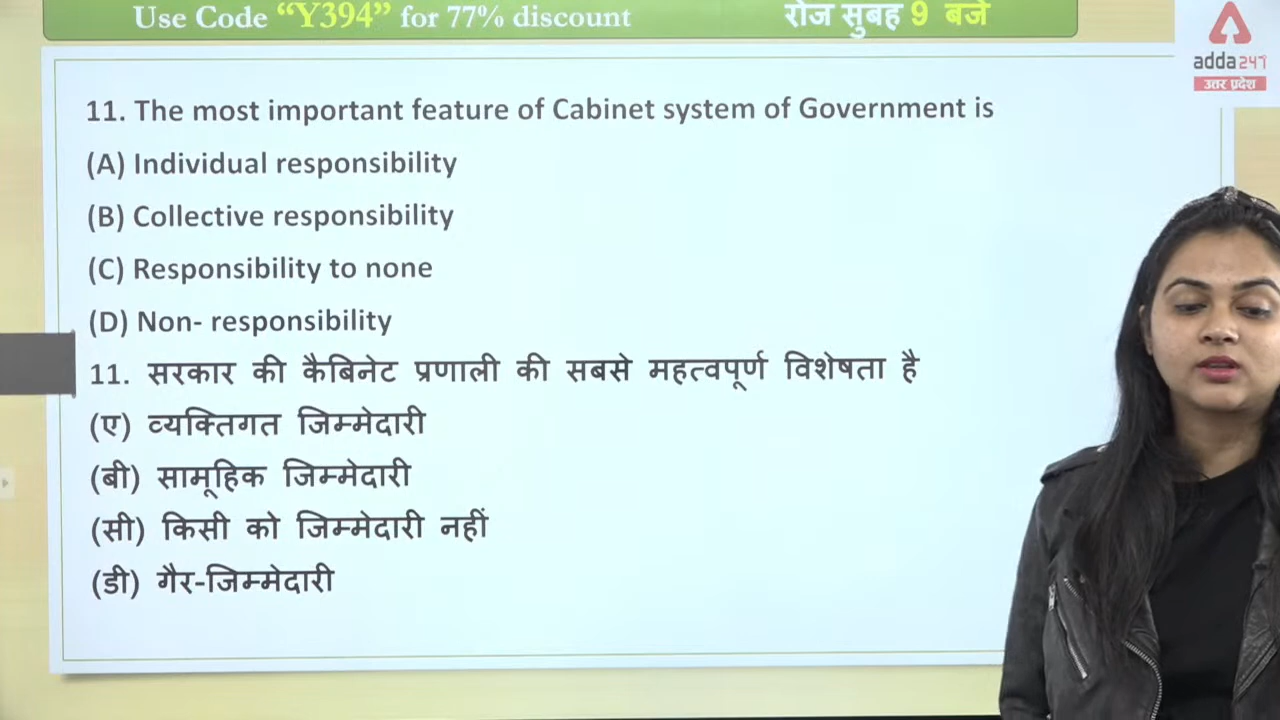 Use Code “Y394” for 77% discount
रोज सुबह 9 बजे
adda247
उत्तर प्रदेश
11. The most important feature of Cabinet system of Government is
(A) Individual responsibility
(B) Collective responsibility
(C) Responsibility to none
(D) Non- responsibility
11. सरकार की कैबिनेट प्रणाली की सबसे महत्वपूर्ण विशेषता है
(ए) व्यक्तिगत जिम्मेदारी
(बी) सामूहिक जिम्मेदारी
(सी) किसी को जिम्मेदारी नहीं
(डी) गैर-जिम्मेदारी